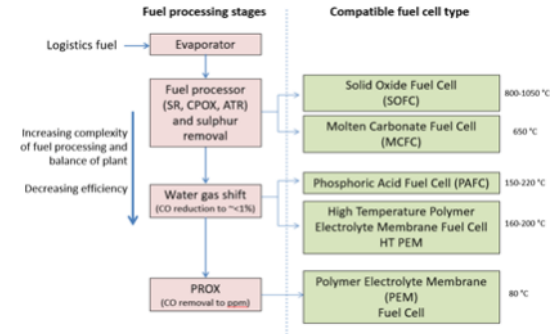 Fuel processing stages
Compatible fuel cell type
Logistics fuel
Evaporator
Fuel processor
(SR, CPOX, ATR)
and sulphur
removal
Solid Oxide Fuel Cell
(SOFC)
800-1050 °C
Molten Carbonate Fuel Cell
(MCFC)
650 °C
Increasing complexity
of fuel processing and
balance of plant
Decreasing efficiency
Water gas shift
(CO reduction to ~<1%)
Phosphoric Acid Fuel Cell (PAFC)
150-220 °C
High Temperature Polymer
Electrolyte Membrane Fuel Cell
HT PEM
160-200 °C
PROX
(CO removal to ppm)
Polymer Electrolyte Membrane
(PEM)
Fuel Cell
80 °C